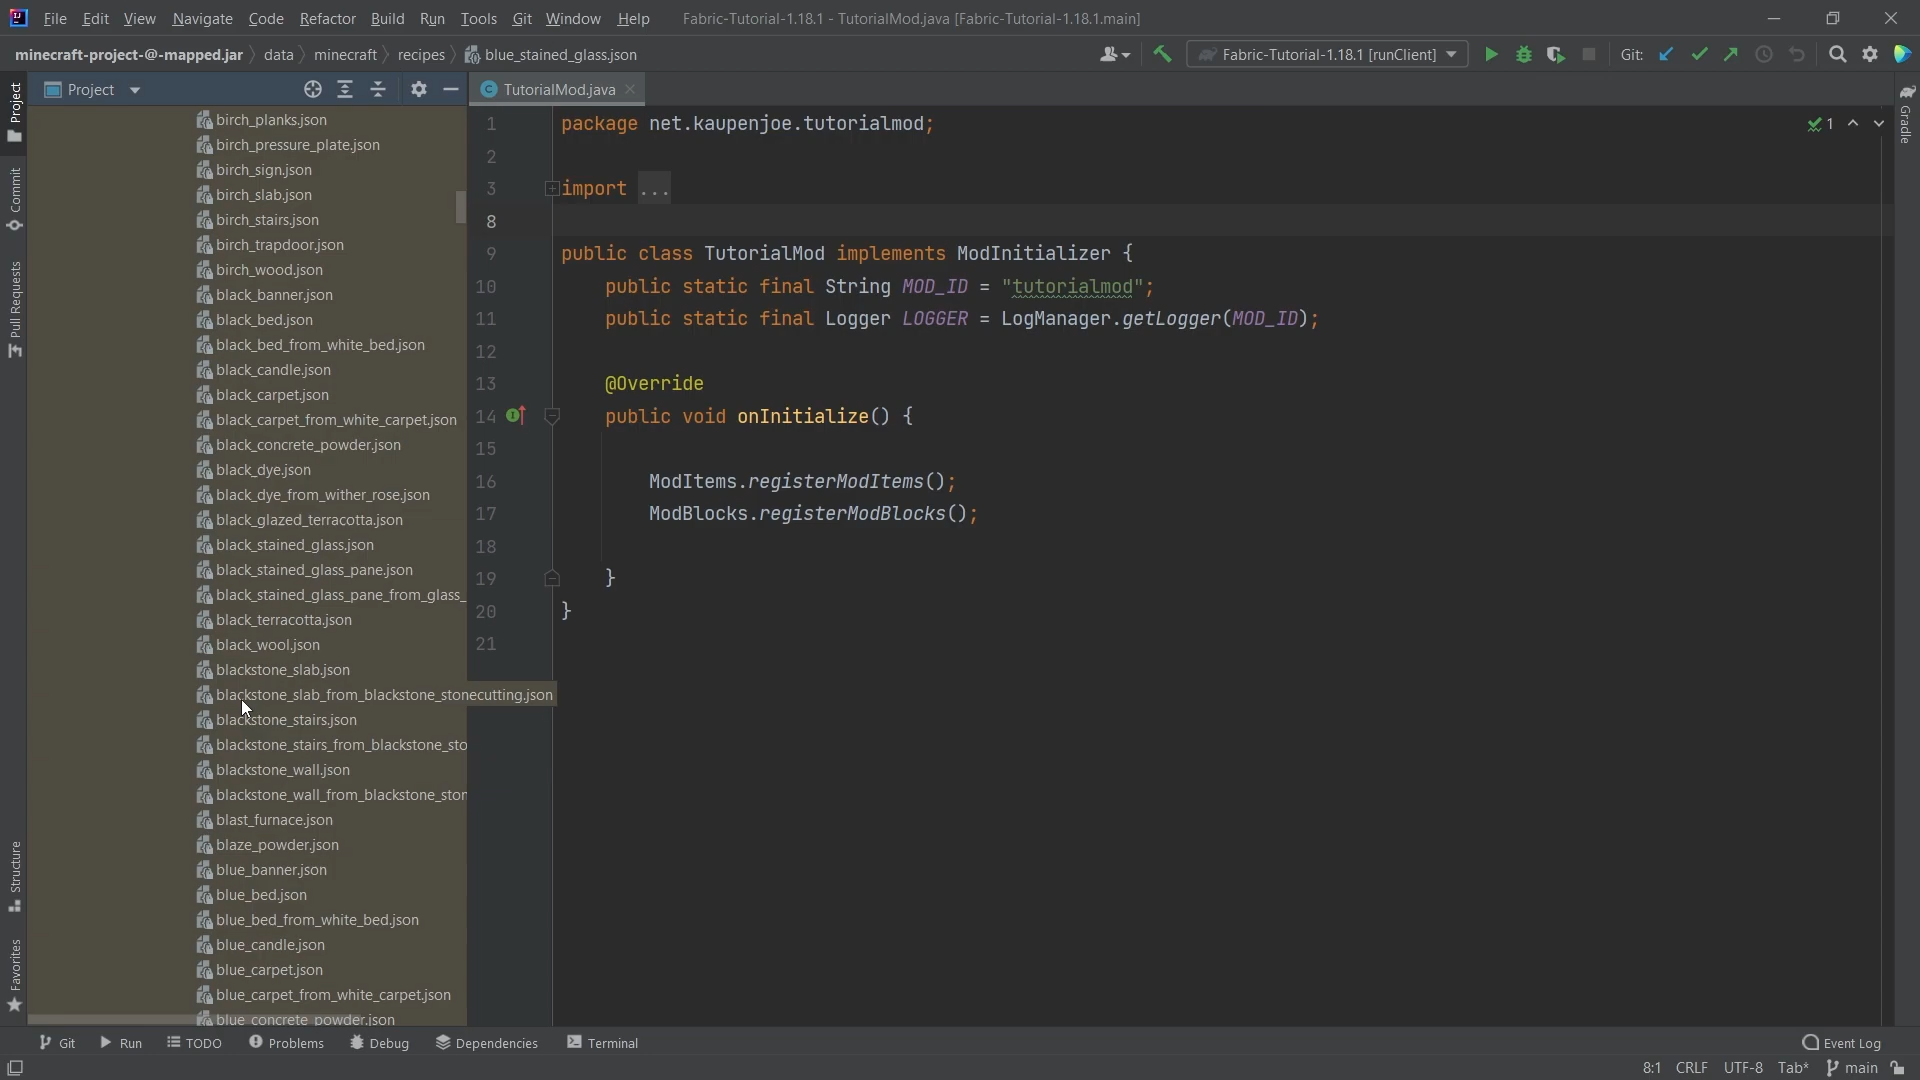 File Edit View Navigate Code Refactor Build Run Tools Git Window Help Fabric-Tutorial-1.18.1 - TutorialMod.java [Fabric-Tutorial-1.18.1.main]
minecraft-project-@-mapped.jar data minecraft recipes blue_stained_glass.json Fabric-Tutorial-1.18.1 [runClient] Git:
Project TutorialMod.java
Project
Commit
Pull Requests
Structure
Favorites
birch_planks.json
birch_pressure_plate.json
birch_sign.json
birch_slab.json
birch_stairs.json
birch_trapdoor.json
birch_wood.json
black_banner.json
black_bed.json
black_bed_from_white_bed.json
black_candle.json
black_carpet.json
black_carpet_from_white_carpet.json
black_concrete_powder.json
black_dye.json
black_dye_from_wither_rose.json
black_glazed_terracotta.json
black_stained_glass.json
black_stained_glass_pane.json
black_stained_glass_pane_from_glass_
black_terracotta.json
black_wool.json
blackstone_slab.json
blackstone_slab_from_blackstone_stonecutting.json
blackstone_stairs.json
blackstone_stairs_from_blackstone_sto
blackstone_wall.json
blackstone_wall_from_blackstone_ston
blast_furnace.json
blaze_powder.json
blue_banner.json
blue_bed.json
blue_bed_from_white_bed.json
blue_candle.json
blue_carpet.json
blue_carpet_from_white_carpet.json
blue_concrete_powder.json
1 package net.kaupenjoe.tutorialmod;
2
3 import ...
8
9 public class TutorialMod implements ModInitializer {
10 public static final String MOD_ID = "tutorialmod";
11 public static final Logger LOGGER = LogManager.getLogger(MOD_ID);
12
13 @Override
14 public void onInitialize() {
15
16 ModItems.registerModItems();
17 ModBlocks.registerModBlocks();
18
19 }
20 }
21
1
Gradle
Git Run TODO Problems Debug Dependencies Terminal Event Log
8:1 CRLF UTF-8 Tab* main